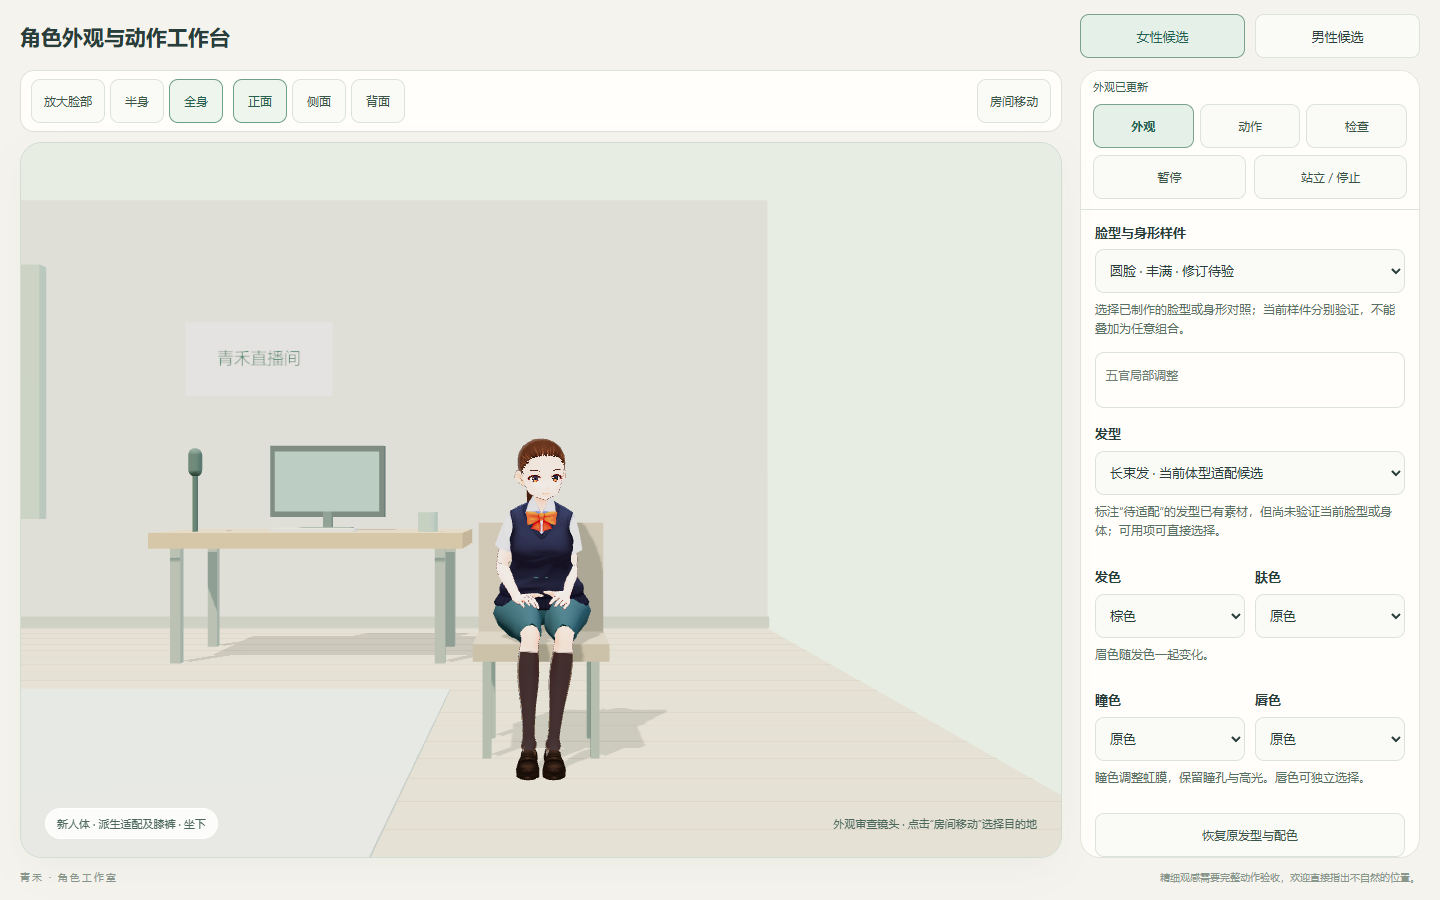 角色外观与动作工作台
女性候选
男性候选
放大脸部
半身
全身
正面
侧面
背面
房间移动
外观已更新
外观
动作
检查
暂停
站立 / 停止
脸型与身形样件
圆脸 · 丰满 · 修订待验
选择已制作的脸型或身形对照；当前样件分别验证，不能
叠加为任意组合。
五官局部调整
发型
长束发 · 当前体型适配候选
标注“待适配”的发型已有素材，但尚未验证当前脸型或身
体；可用项可直接选择。
发色
肤色
棕色
原色
眉色随发色一起变化。
瞳色
唇色
原色
原色
瞳色调整虹膜，保留瞳孔与高光。唇色可独立选择。
恢复原发型与配色
青禾直播间
新人体 · 派生适配及膝裤 · 坐下
外观审查镜头 · 点击“房间移动”选择目的地
青禾 · 角色工作室
精细观感需要完整动作验收，欢迎直接指出不自然的位置。